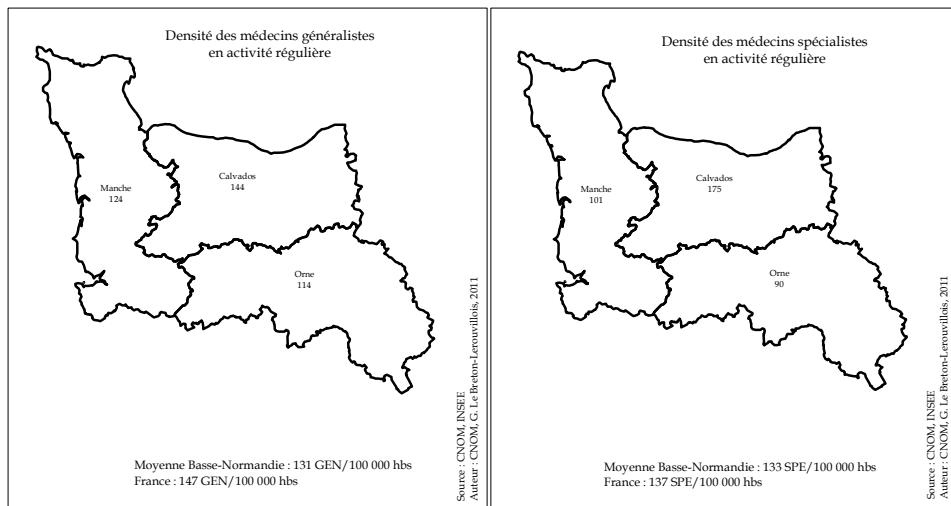 Densité des médecins généralistes
en activité régulière
Calvados
144
Manche
124
Orne
114
Source : CNOM, INSEE
Auteur : CNOM, G. Le Breton-Lerouvillois, 2011
Moyenne Basse-Normandie : 131 GEN/100 000 hbs
France : 147 GEN/100 000 hbs
Densité des médecins spécialistes
en activité régulière
Calvados
175
Manche
101
Orne
90
Source : CNOM, INSEE
Auteur : CNOM, G. Le Breton-Lerouvillois, 2011
Moyenne Basse-Normandie : 133 SPE/100 000 hbs
France : 137 SPE/100 000 hbs